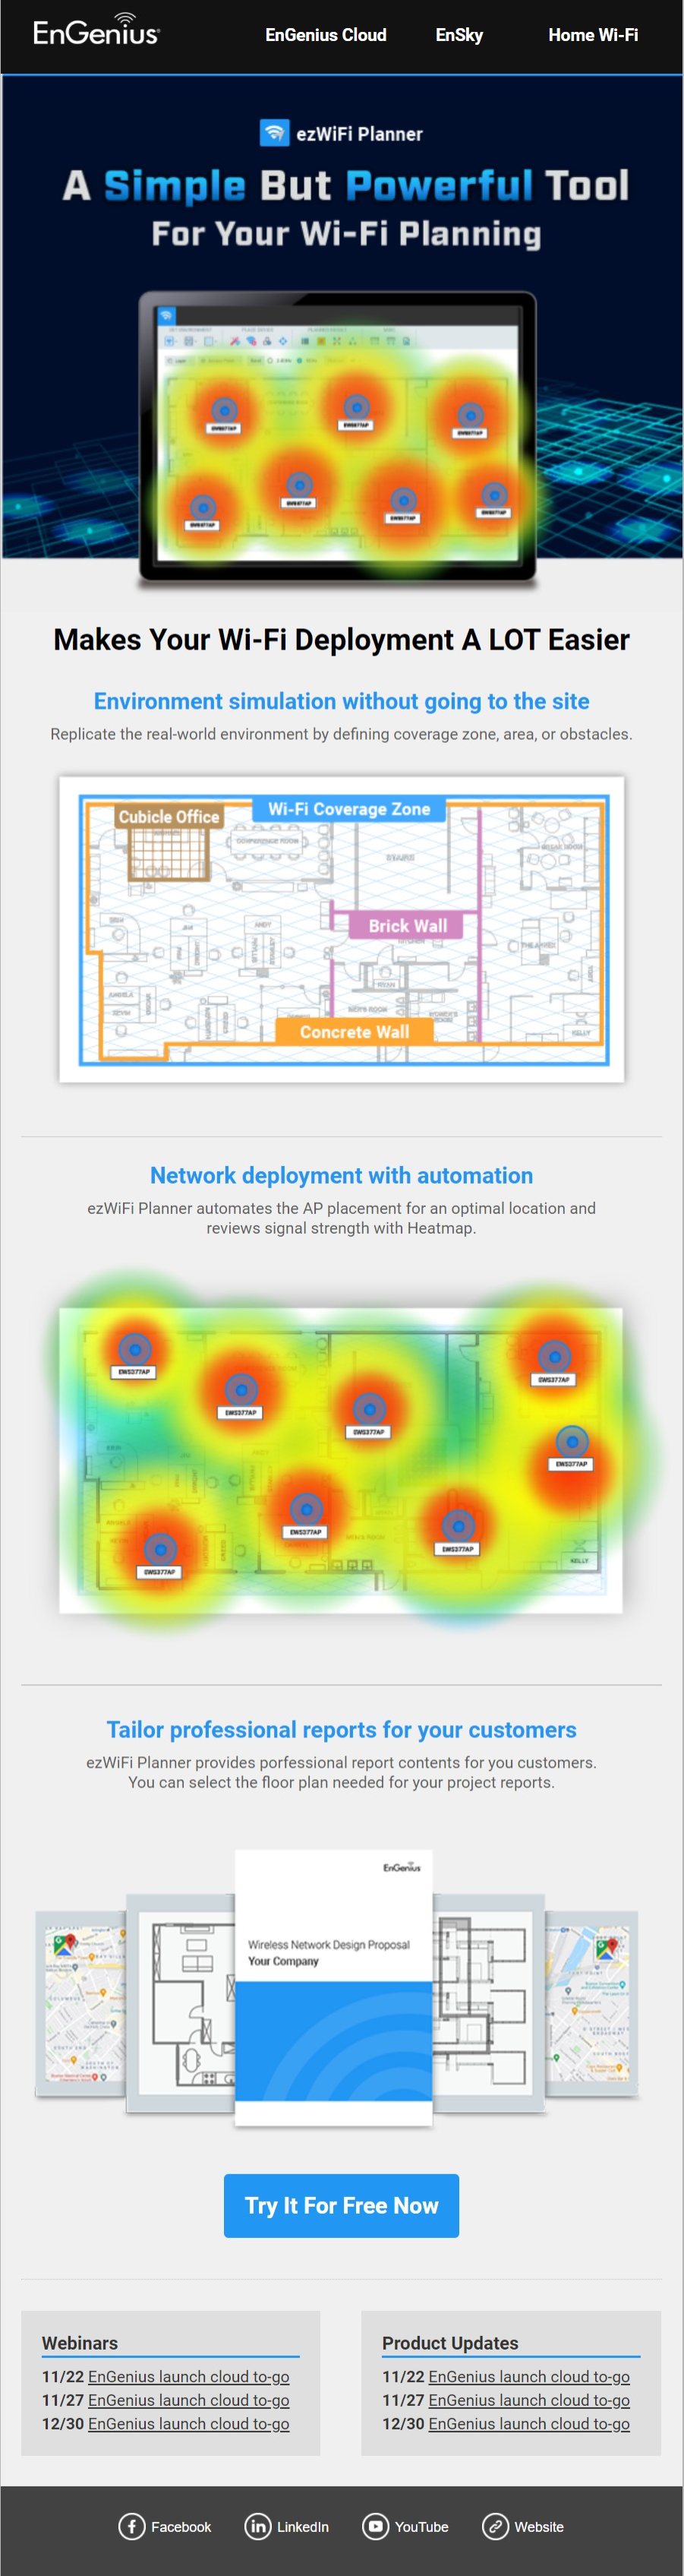 EnGenius
EnGenius Cloud
EnSky
Home Wi-Fi
ezWiFi Planner
A Simple But Powerful Tool
For Your Wi-Fi Planning
Makes Your Wi-Fi Deployment A LOT Easier
Environment simulation without going to the site
Replicate the real-world environment by defining coverage zone, area, or obstacles.
Cubicle Office
Wi-Fi Coverage Zone
CONFERENCE ROOM
STAIRS
Brick Wall
ANDY
Concrete Wall
KELLY
Network deployment with automation
ezWiFi Planner automates the AP placement for an optimal location and
reviews signal strength with Heatmap.
EWS377AP
EWS377AP
EWS377AP
EWS377AP
EWS377AP
EWS377AP
EWS377AP
EWS377AP
KELLY
Tailor professional reports for your customers
ezWiFi Planner provides porfessional report contents for you customers.
You can select the floor plan needed for your project reports.
EnGenius
Wireless Network Design Proposal
Your Company
Try It For Free Now
Webinars
11/22 EnGenius launch cloud to-go
11/27 EnGenius launch cloud to-go
12/30 EnGenius launch cloud to-go
Product Updates
11/22 EnGenius launch cloud to-go
11/27 EnGenius launch cloud to-go
12/30 EnGenius launch cloud to-go
Facebook
LinkedIn
YouTube
Website